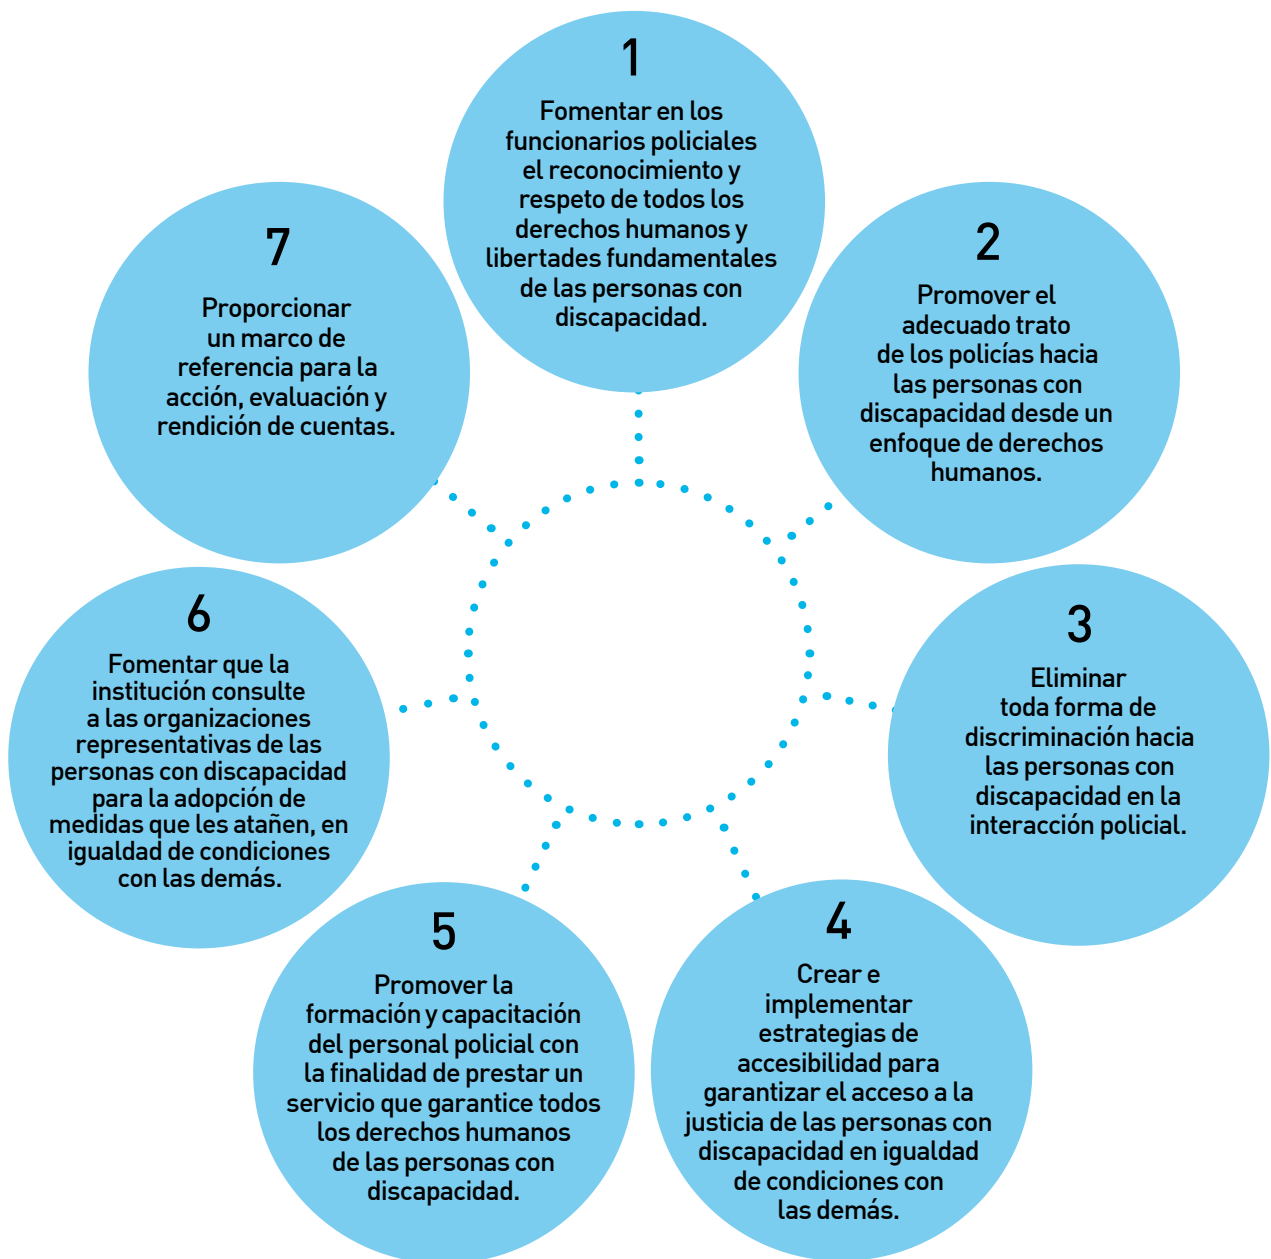 1
Fomentar en los
funcionarios policiales
el reconocimiento y
respeto de todos los
derechos humanos y
libertades fundamentales
de las personas con
discapacidad.
2
Promover el
adecuado trato
de los policías hacia
las personas con
discapacidad desde un
enfoque de derechos
humanos.
3
Eliminar
toda forma de
discriminación hacia
las personas con
discapacidad en la
interacción policial.
4
Crear e
implementar
estrategias de
accesibilidad para
garantizar el acceso a la
justicia de las personas con
discapacidad en igualdad
de condiciones con
las demás.
5
Promover la
formación y capacitación
del personal policial con
la finalidad de prestar un
servicio que garantice todos
los derechos humanos
de las personas con
discapacidad.
6
Fomentar que la
institución consulte
a las organizaciones
representativas de las
personas con discapacidad
para la adopción de
medidas que les atañen, en
igualdad de condiciones
con las demás.
7
Proporcionar
un marco de
referencia para la
acción, evaluación y
rendición de cuentas.